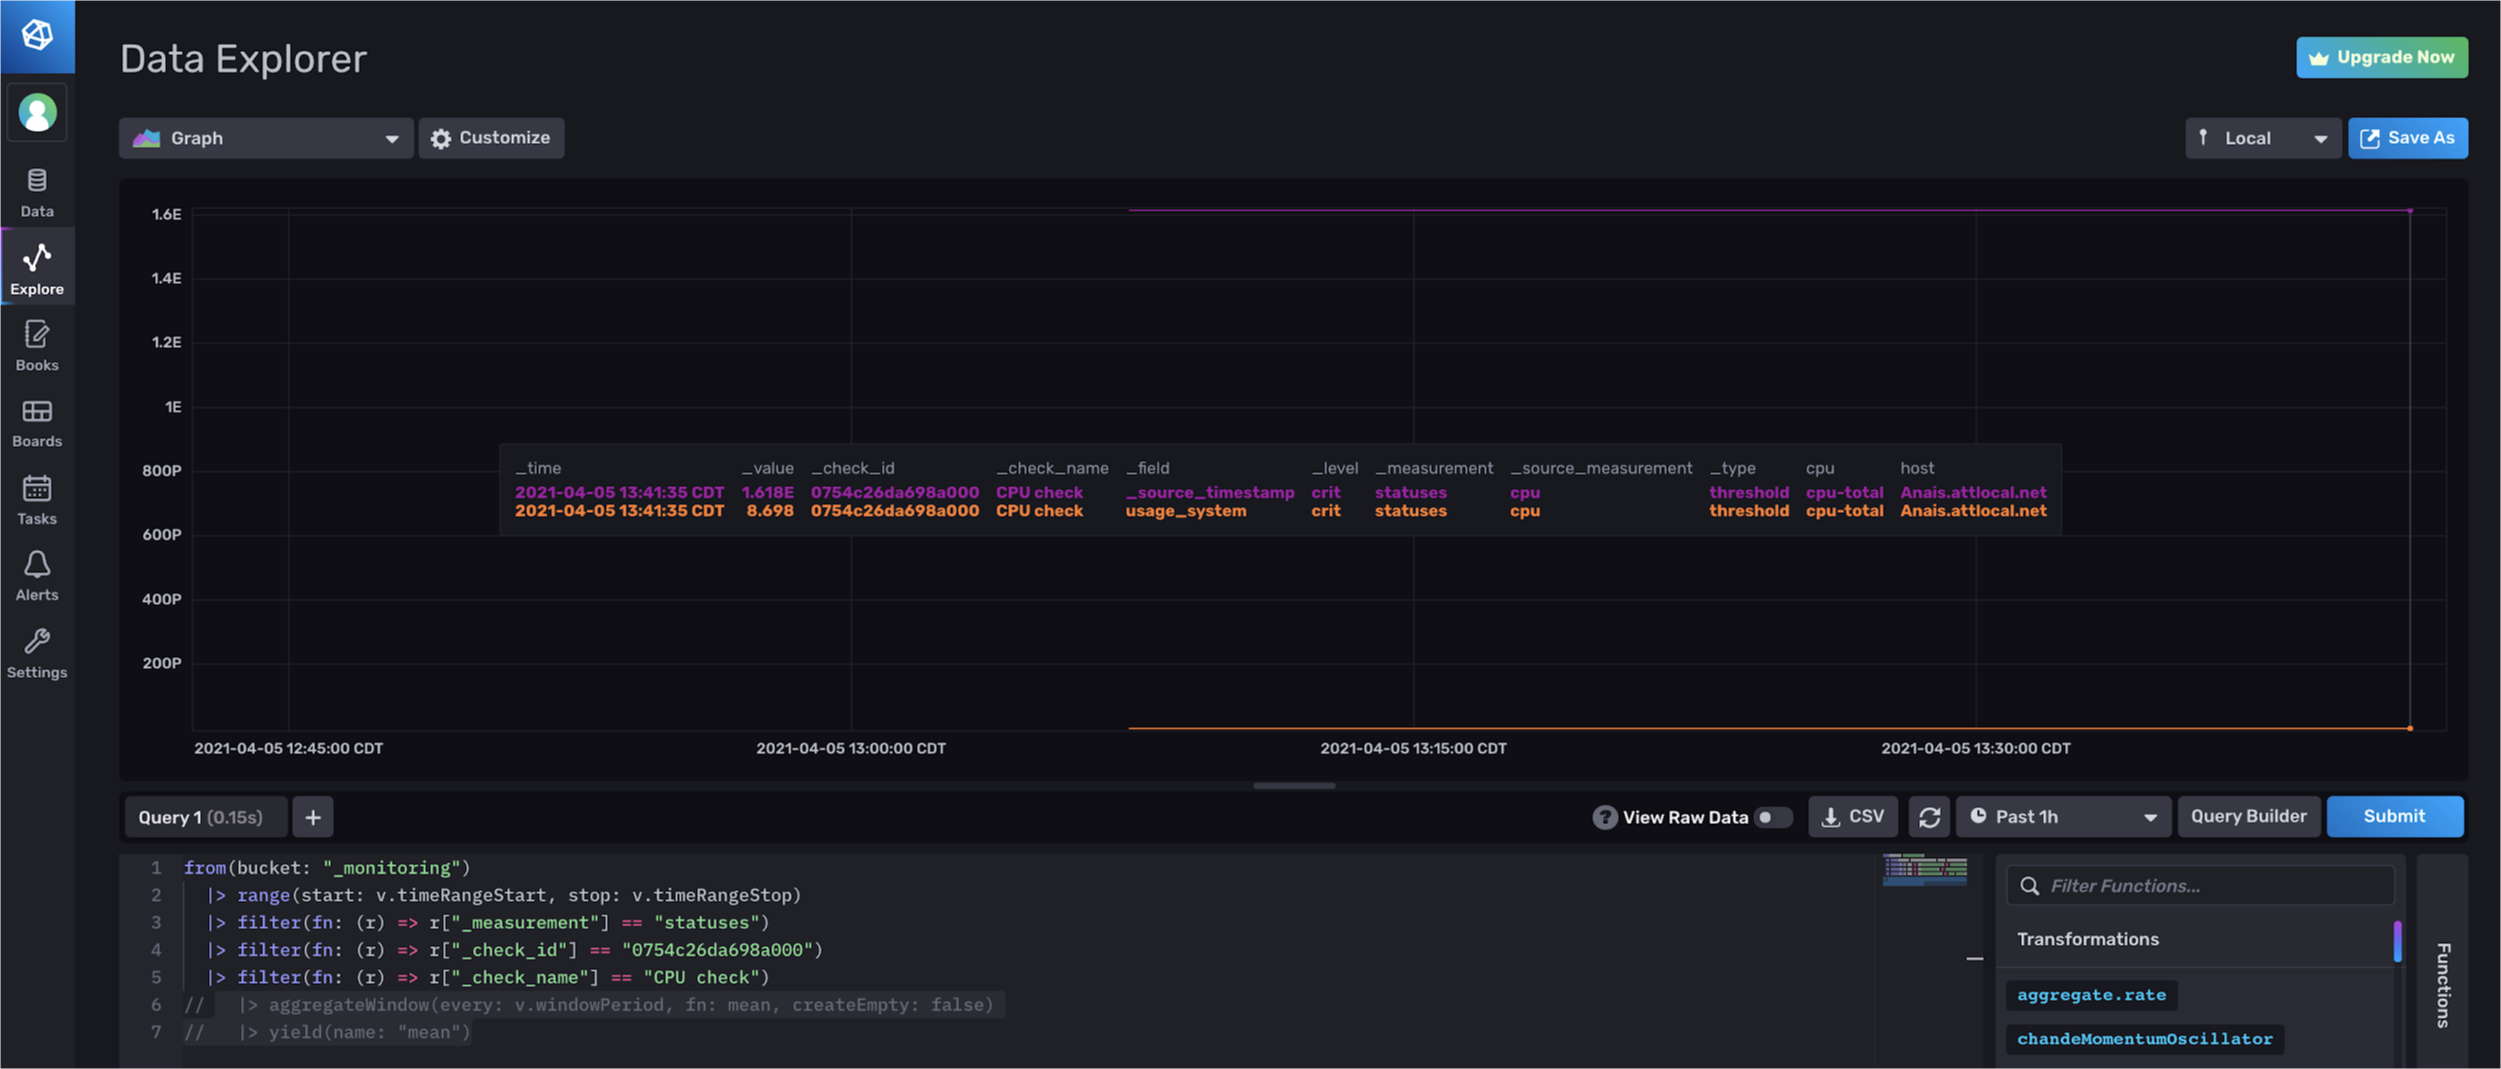 Data Explorer
Upgrade Now
Graph
Customize
Local
Save As
Data
Explore
Books
Boards
Tasks
Alerts
Settings
1.6E
1.4E
1.2E
1E
800P
600P
400P
200P
_time _value _check_id _check_name _field _level _measurement _source_measurement _type cpu host
2021-04-05 13:41:35 CDT 1.618E 0754c26da698a000 CPU check _source_timestamp crit statuses cpu threshold cpu-total Anais.attlocal.net
2021-04-05 13:41:35 CDT 8.698 0754c26da698a000 CPU check usage_system crit statuses cpu threshold cpu-total Anais.attlocal.net
2021-04-05 12:45:00 CDT 2021-04-05 13:00:00 CDT 2021-04-05 13:15:00 CDT 2021-04-05 13:30:00 CDT
Query 1 (0.15s) +
? View Raw Data CSV Past 1h Query Builder Submit
1 from(bucket: "_monitoring")
2 |> range(start: v.timeRangeStart, stop: v.timeRangeStop)
3 |> filter(fn: (r) => r["_measurement"] == "statuses")
4 |> filter(fn: (r) => r["_check_id"] == "0754c26da698a000")
5 |> filter(fn: (r) => r["_check_name"] == "CPU check")
6 // |> aggregateWindow(every: v.windowPeriod, fn: mean, createEmpty: false)
7 // |> yield(name: "mean")
Filter Functions...
Transformations
aggregate.rate
chandeMomentumOscillator
Functions